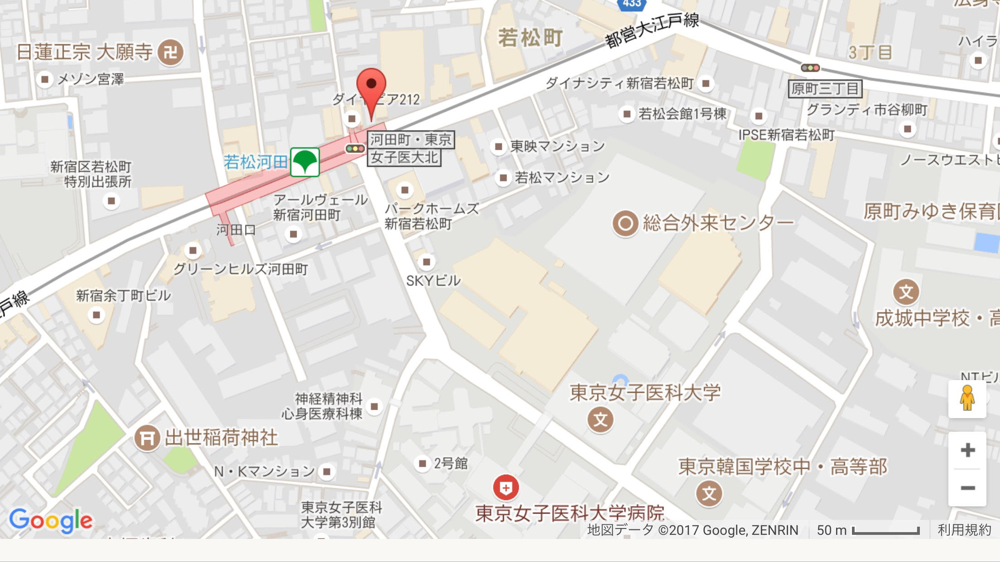 433
都営大江戸線
若松町
3丁目
ハイラ
日蓮正宗 大願寺
メゾン宮澤
ダイナシティ新宿若松町
原町三丁目
212
若松会館1号棟
グランディ市谷柳町
IPSE新宿若松町
河田町・東京
女子医大北
東映マンション
若松河田
ノースウエスト
新宿区若松町
特別出張所
若松マンション
アールヴェール
新宿河田町
パークホームズ
新宿若松町
総合外来センター
原町みゆき保育
河田口
グリーンヒルズ河田町
SKYビル
新宿余丁町ビル
戸線
文
成城中学校・高
NTビル
東京女子医科大学
文
神経精神科
心身医療科棟
出世稲荷神社
2号館
N・Kマンション
東京韓国学校中・高等部
文
東京女子医科
大学第3別館
東京女子医科大学病院
Google
地図データ ©2017 Google, ZENRIN
50 m
利用規約